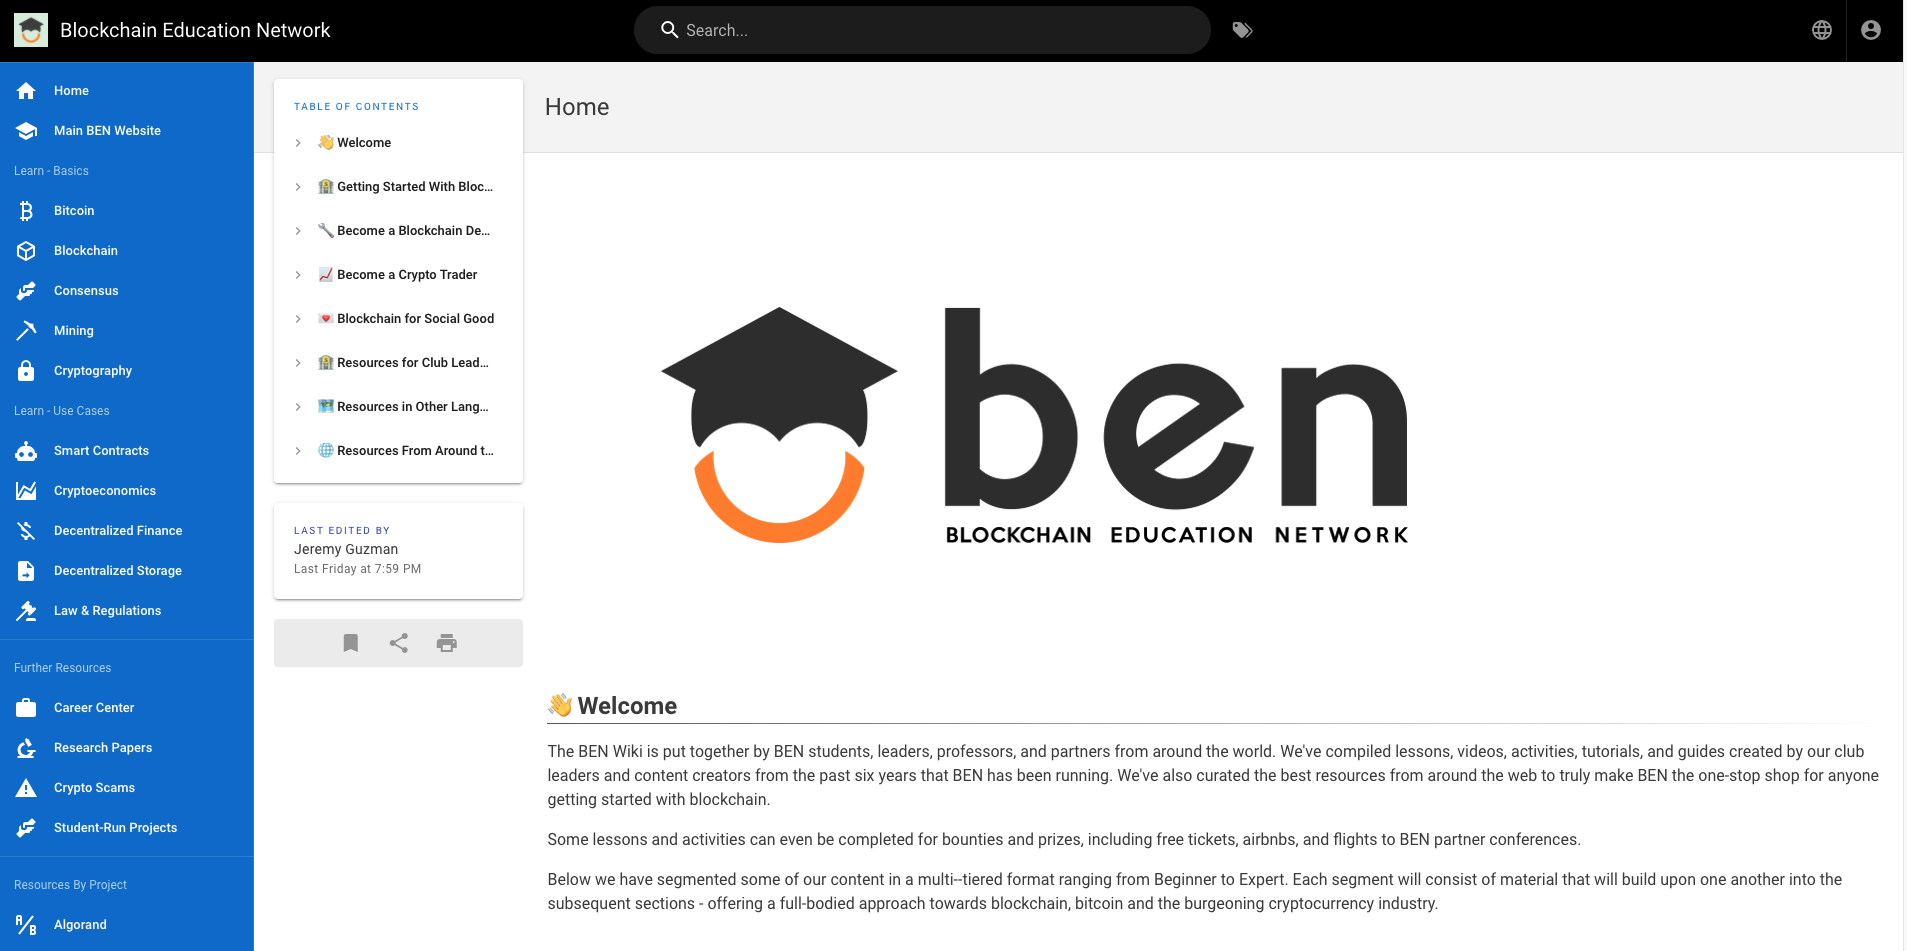 Blockchain Education Network
Search...
Home
Main BEN Website
Learn - Basics
Bitcoin
Blockchain
Consensus
Mining
Cryptography
Learn - Use Cases
Smart Contracts
Cryptoeconomics
Decentralized Finance
Decentralized Storage
Law & Regulations
Further Resources
Career Center
Research Papers
Crypto Scams
Student-Run Projects
Resources By Project
Algorand
TABLE OF CONTENTS
👋 Welcome
🏦 Getting Started With Bloc...
🔧 Become a Blockchain De...
📈 Become a Crypto Trader
💌 Blockchain for Social Good
🏦 Resources for Club Lead...
🗺️ Resources in Other Lang...
🌐 Resources From Around t...
LAST EDITED BY
Jeremy Guzman
Last Friday at 7:59 PM
Home
ben
BLOCKCHAIN EDUCATION NETWORK
👋 Welcome
The BEN Wiki is put together by BEN students, leaders, professors, and partners from around the world. We've compiled lessons, videos, activities, tutorials, and guides created by our club
leaders and content creators from the past six years that BEN has been running. We've also curated the best resources from around the web to truly make BEN the one-stop shop for anyone
getting started with blockchain.
Some lessons and activities can even be completed for bounties and prizes, including free tickets, airbnbs, and flights to BEN partner conferences.
Below we have segmented some of our content in a multi--tiered format ranging from Beginner to Expert. Each segment will consist of material that will build upon one another into the
subsequent sections - offering a full-bodied approach towards blockchain, bitcoin and the burgeoning cryptocurrency industry.